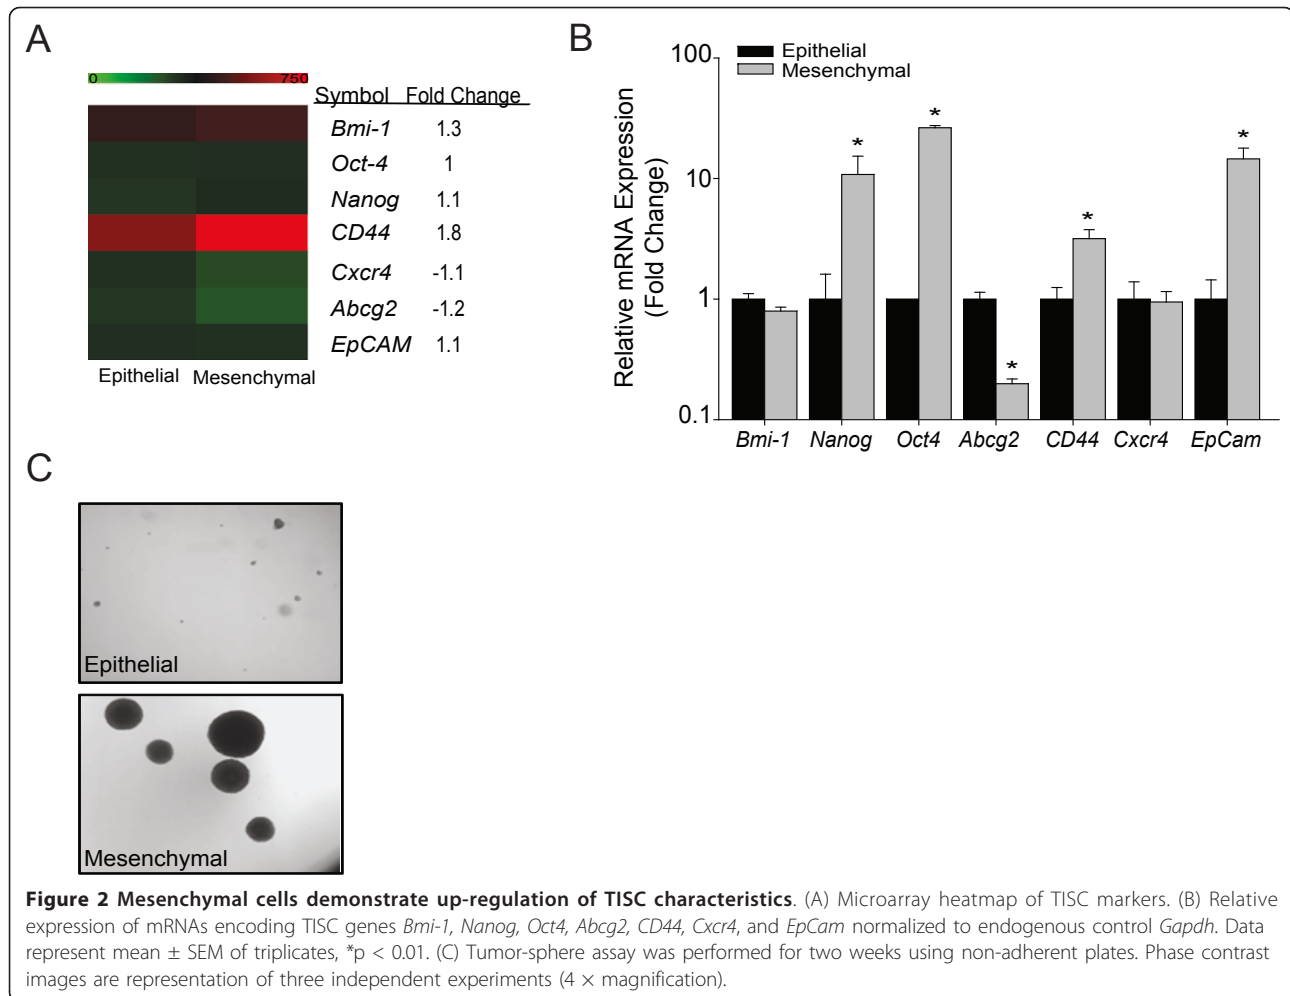 A
0 750
Symbol Fold Change
Bmi-1 1.3
Oct-4 1
Nanog 1.1
CD44 1.8
Cxcr4 -1.1
Abcg2 -1.2
EpCAM 1.1
Epithelial Mesenchymal
B
Epithelial
Mesenchymal
Relative mRNA Expression
(Fold Change)
100
10
1
0.1
* * * * *
Bmi-1 Nanog Oct4 Abcg2 CD44 Cxcr4 EpCam
C
Epithelial
Mesenchymal
Figure 2 Mesenchymal cells demonstrate up-regulation of TISC characteristics. (A) Microarray heatmap of TISC markers. (B) Relative
expression of mRNAs encoding TISC genes Bmi-1, Nanog, Oct4, Abcg2, CD44, Cxcr4, and EpCam normalized to endogenous control Gapdh. Data
represent mean ± SEM of triplicates, *p < 0.01. (C) Tumor-sphere assay was performed for two weeks using non-adherent plates. Phase contrast
images are representation of three independent experiments (4 × magnification).